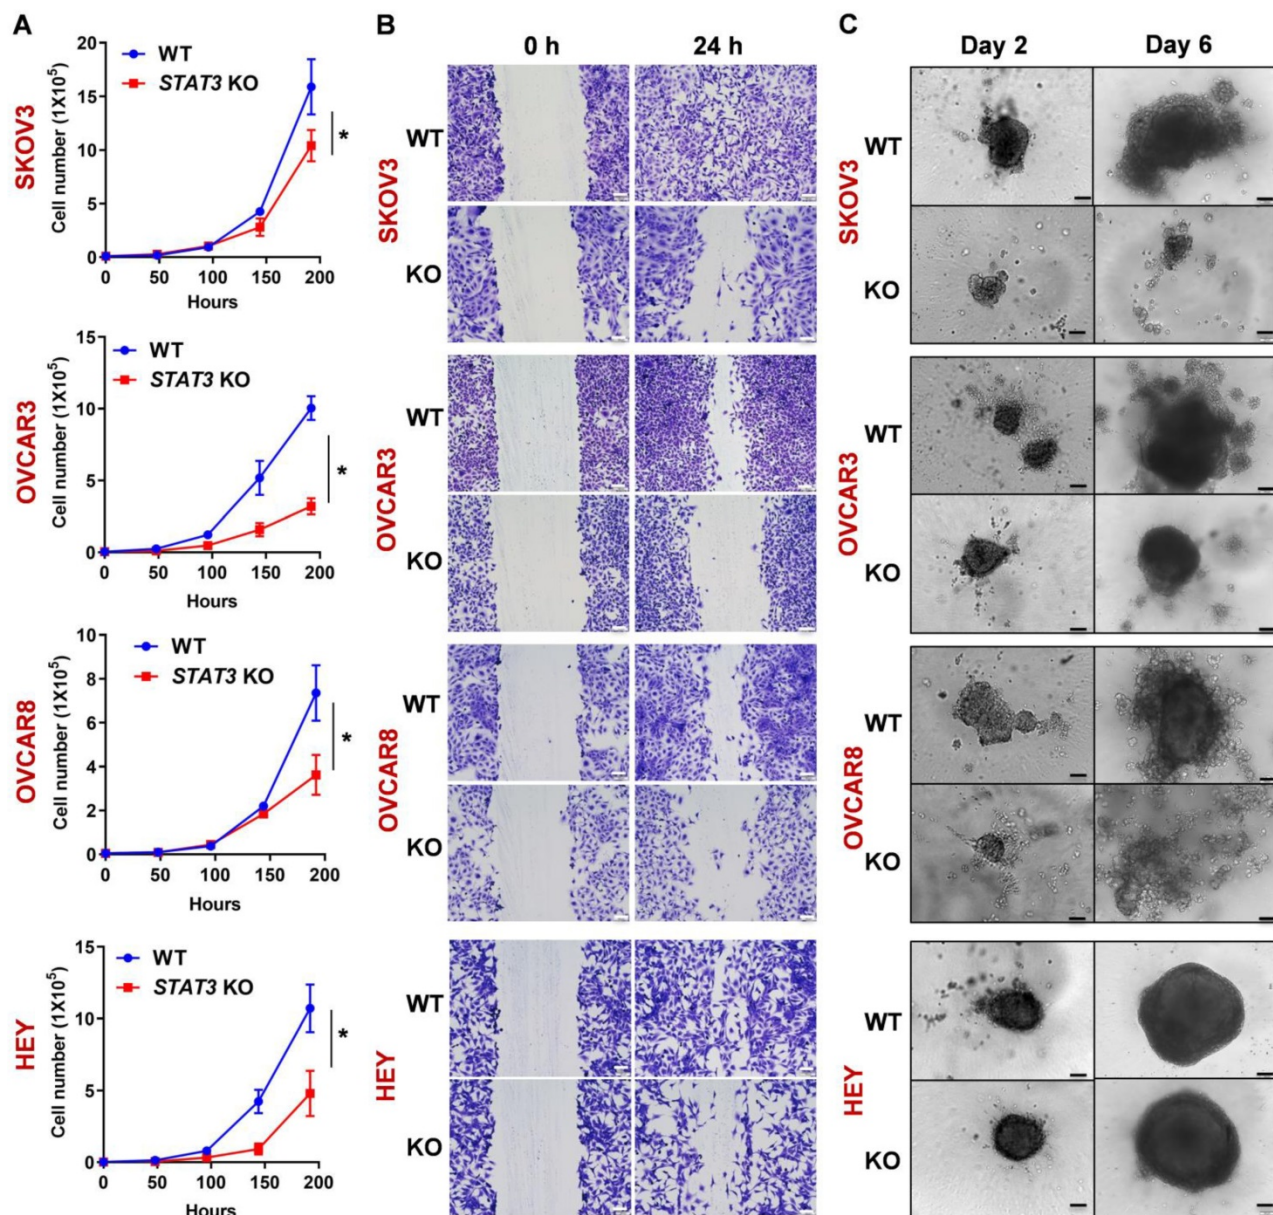 A
SKOV3
Cell number (1X10⁵)
20
15
10
5
0
WT
STAT3 KO
*
0 50 100 150 200
Hours
OVCAR3
Cell number (1X10⁵)
15
10
5
0
WT
STAT3 KO
*
0 50 100 150 200
Hours
OVCAR8
Cell number (1X10⁵)
10
8
6
4
2
0
WT
STAT3 KO
*
0 50 100 150 200
Hours
HEY
Cell number (1X10⁵)
15
10
5
0
WT
STAT3 KO
*
0 50 100 150 200
Hours
B
0 h 24 h
SKOV3
WT
KO
OVCAR3
WT
KO
OVCAR8
WT
KO
HEY
WT
KO
C
Day 2 Day 6
SKOV3
WT
KO
OVCAR3
WT
KO
OVCAR8
WT
KO
HEY
WT
KO